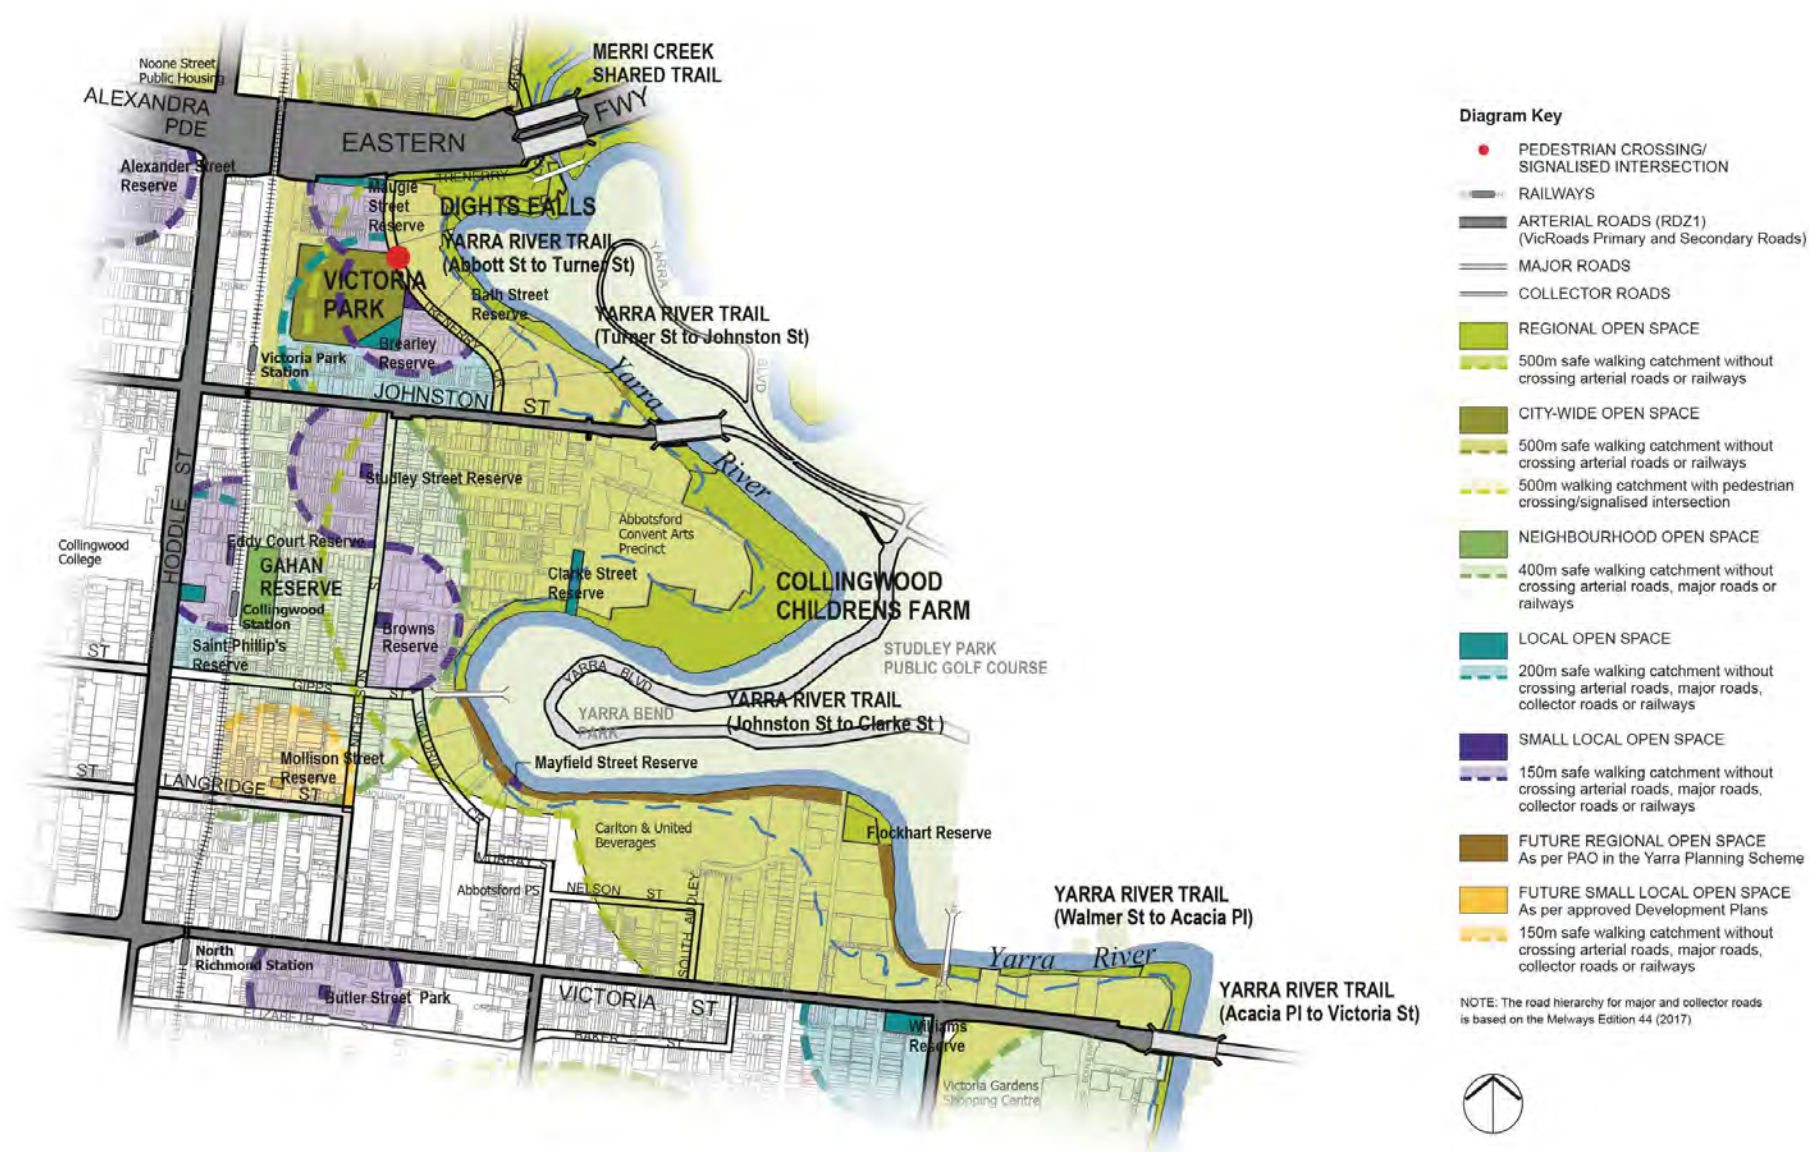 MERRI CREEK
SHARED TRAIL
Noone Street
Public Housing
GRAY
ALEXANDRA
PDE
EASTERN
FWY
Alexander Street
Reserve
Maugie
Street
Reserve
TRENERRY
DIGHTS FALLS
YARRA RIVER TRAIL
(Abbott St to Turner St)
YARRA
VICTORIA
PARK
Bath Street
Reserve
YARRA RIVER TRAIL
(Turner St to Johnston St)
BLVD
TRENERRY
CR
Brearley
Reserve
Victoria Park
Station
JOHNSTON
ST
Yarra
River
HODDLE ST
Studley Street Reserve
Abbotsford
Convent Arts
Precinct
Collingwood
College
Eddy Court Reserve
GAHAN
RESERVE
Collingwood
Station
ST
Clarke Street
Reserve
COLLINGWOOD
CHILDRENS FARM
Browns
Reserve
Saint Phillip's
Reserve
ST
GIPPS
ST
STUDLEY PARK
PUBLIC GOLF COURSE
YARRA BLVD
YARRA BEND
PARK
YARRA RIVER TRAIL
(Johnston St to Clarke St )
VICTORIA
CR
Mollison Street
Reserve
Mayfield Street Reserve
ST
LANGRIDGE ST
Carlton & United
Beverages
Flockhart Reserve
MURRAY S
Abbotsford PS
NELSON ST
SOUTH AUDLEY
YARRA RIVER TRAIL
(Walmer St to Acacia Pl)
North
Richmond Station
Yarra River
Butler Street Park
VICTORIA ST
ELIZABETH ST
BAKER ST
Williams
Reserve
YARRA RIVER TRAIL
(Acacia Pl to Victoria St)
Victoria Gardens
Shopping Centre
Diagram Key
PEDESTRIAN CROSSING/
SIGNALISED INTERSECTION
RAILWAYS
ARTERIAL ROADS (RDZ1)
(VicRoads Primary and Secondary Roads)
MAJOR ROADS
COLLECTOR ROADS
REGIONAL OPEN SPACE
500m safe walking catchment without
crossing arterial roads or railways
CITY-WIDE OPEN SPACE
500m safe walking catchment without
crossing arterial roads or railways
500m walking catchment with pedestrian
crossing/signalised intersection
NEIGHBOURHOOD OPEN SPACE
400m safe walking catchment without
crossing arterial roads, major roads or
railways
LOCAL OPEN SPACE
200m safe walking catchment without
crossing arterial roads, major roads,
collector roads or railways
SMALL LOCAL OPEN SPACE
150m safe walking catchment without
crossing arterial roads, major roads,
collector roads or railways
FUTURE REGIONAL OPEN SPACE
As per PAO in the Yarra Planning Scheme
FUTURE SMALL LOCAL OPEN SPACE
As per approved Development Plans
150m safe walking catchment without
crossing arterial roads, major roads,
collector roads or railways
NOTE: The road hierarchy for major and collector roads
is based on the Melways Edition 44 (2017)